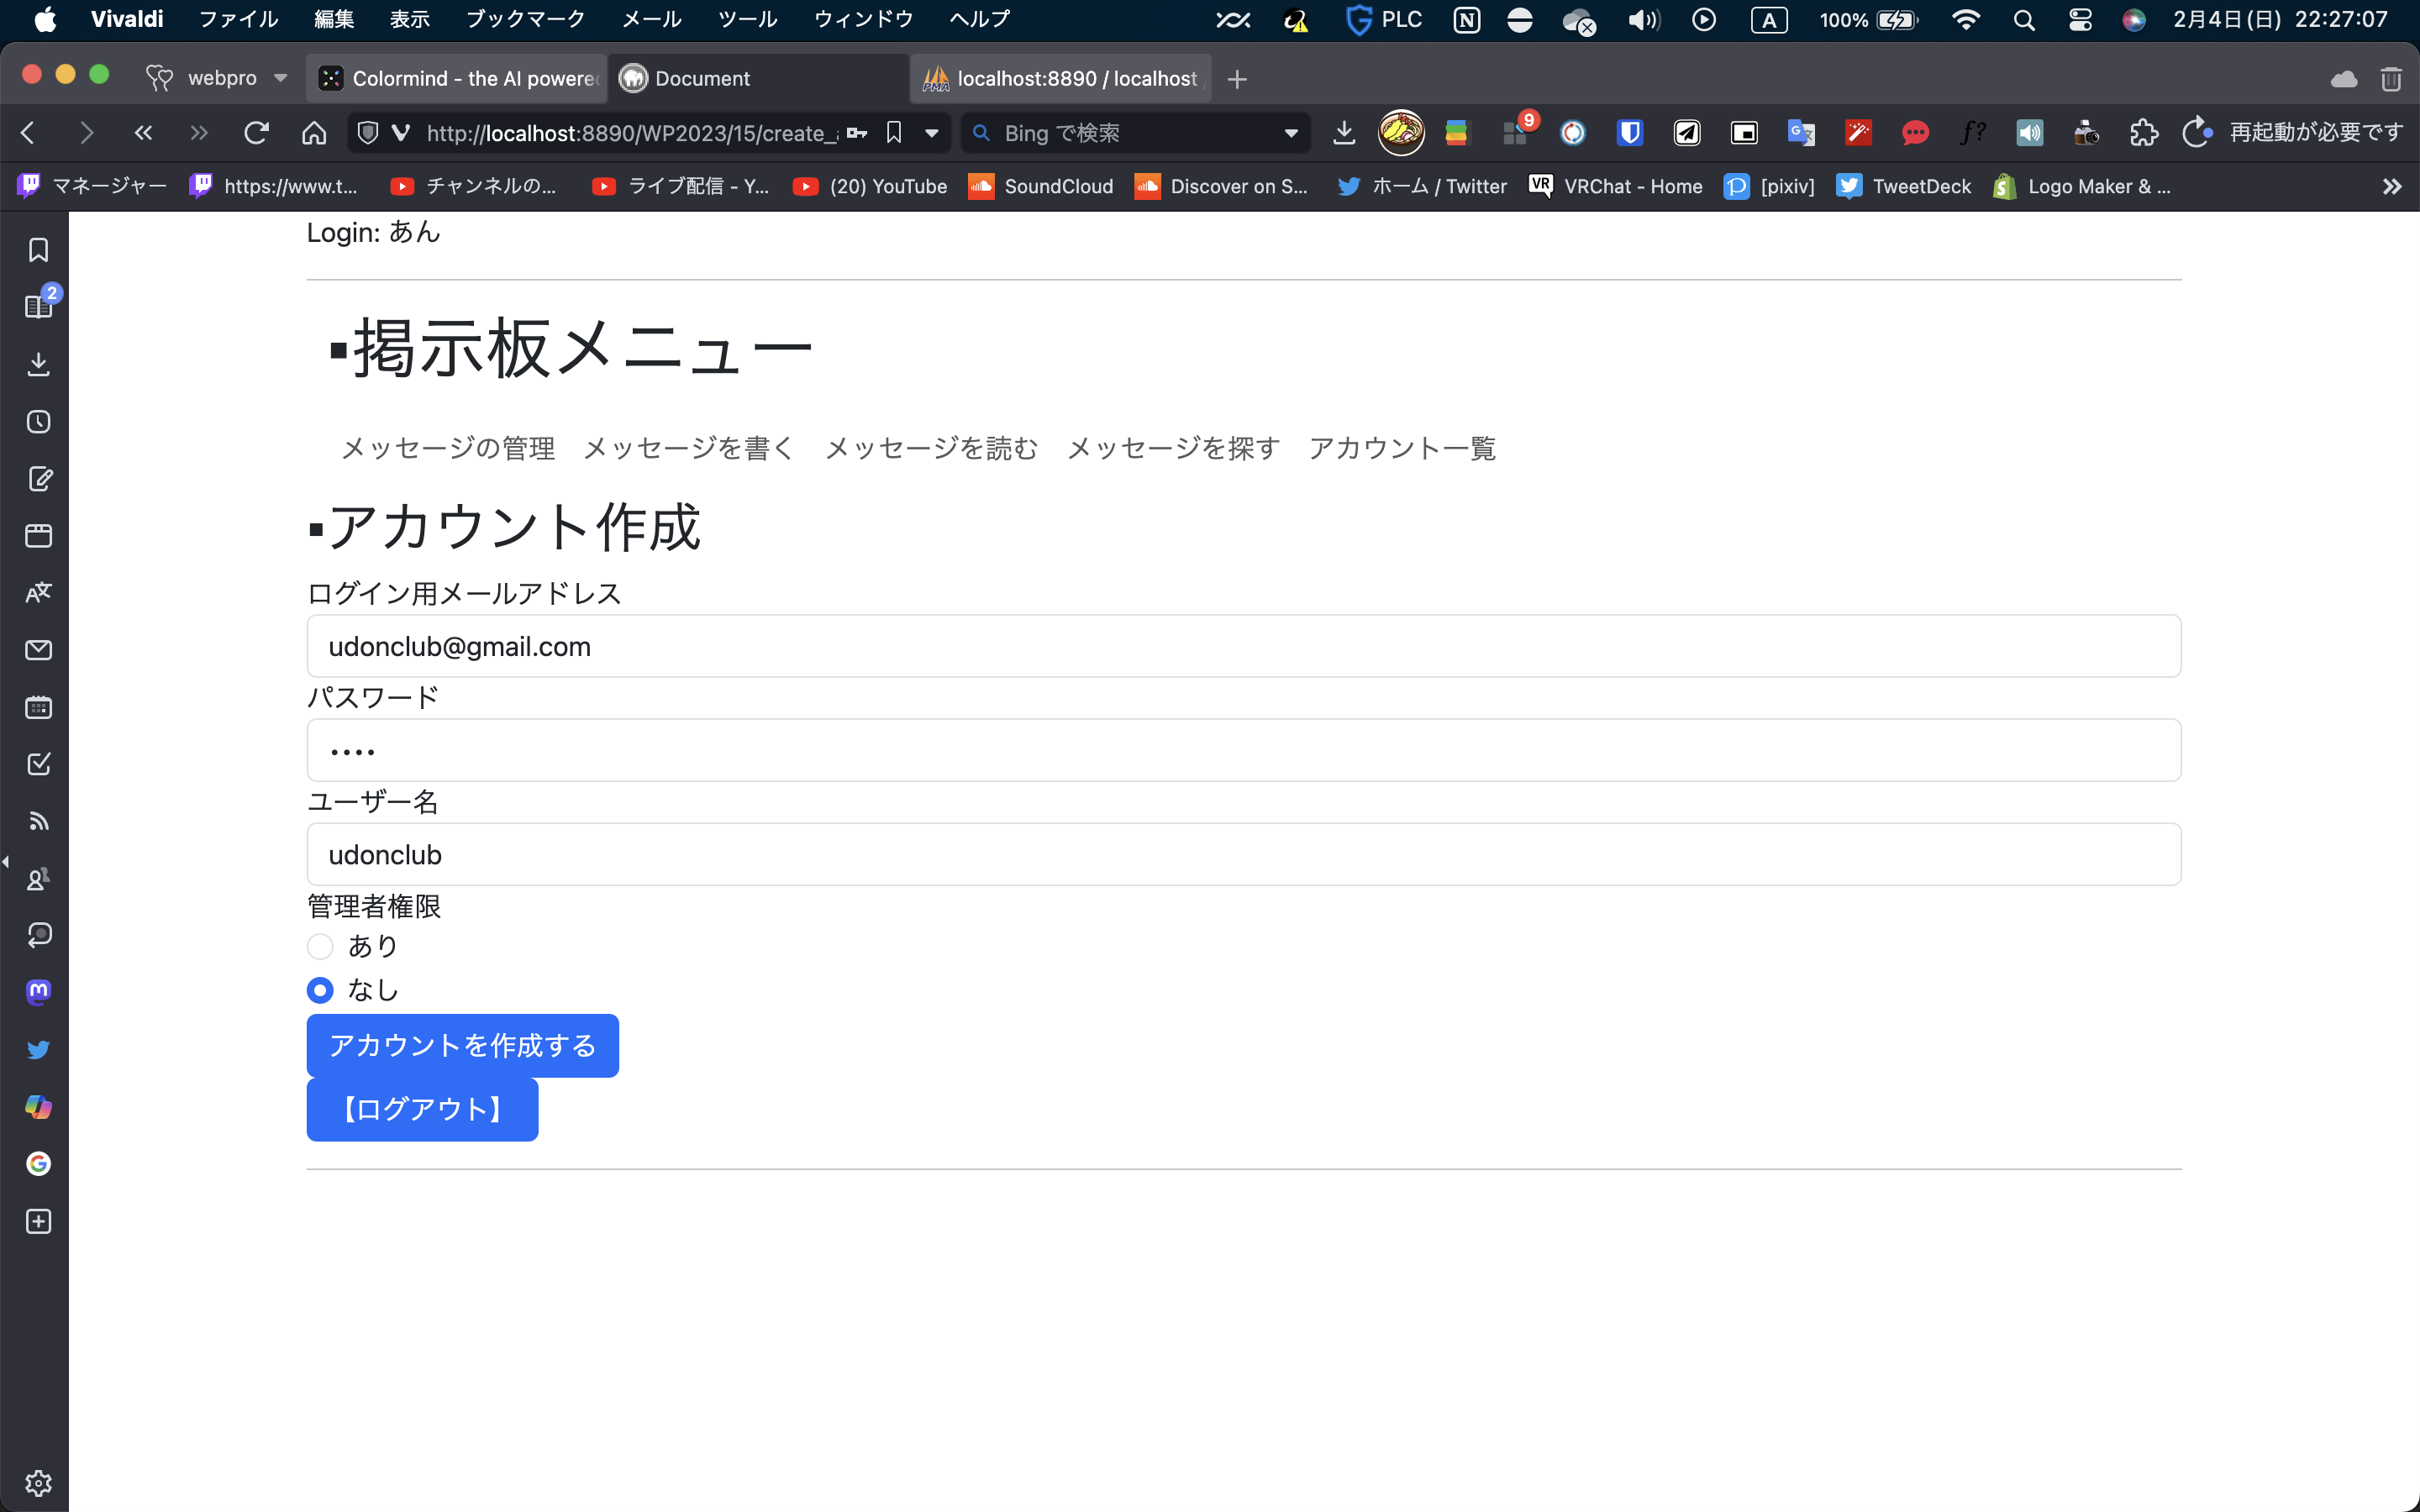 Vivaldi ファイル 編集 表示 ブックマーク メール ツール ウィンドウ ヘルプ PLC A 100% 2月4日(日) 22:27:07
webpro Colormind - the AI powere Document localhost:8890 / localhost
http://localhost:8890/WP2023/15/create_ Bing で検索 9 再起動が必要です
マネージャー https://www.t... チャンネルの... ライブ配信 - Y... (20) YouTube SoundCloud Discover on S... ホーム / Twitter VRChat - Home [pixiv] TweetDeck Logo Maker & ...
2
Login: あん
▪掲示板メニュー
メッセージの管理 メッセージを書く メッセージを読む メッセージを探す アカウント一覧
▪アカウント作成
ログイン用メールアドレス
udonclub@gmail.com
パスワード
••••
ユーザー名
udonclub
管理者権限
あり
なし
アカウントを作成する
【ログアウト】